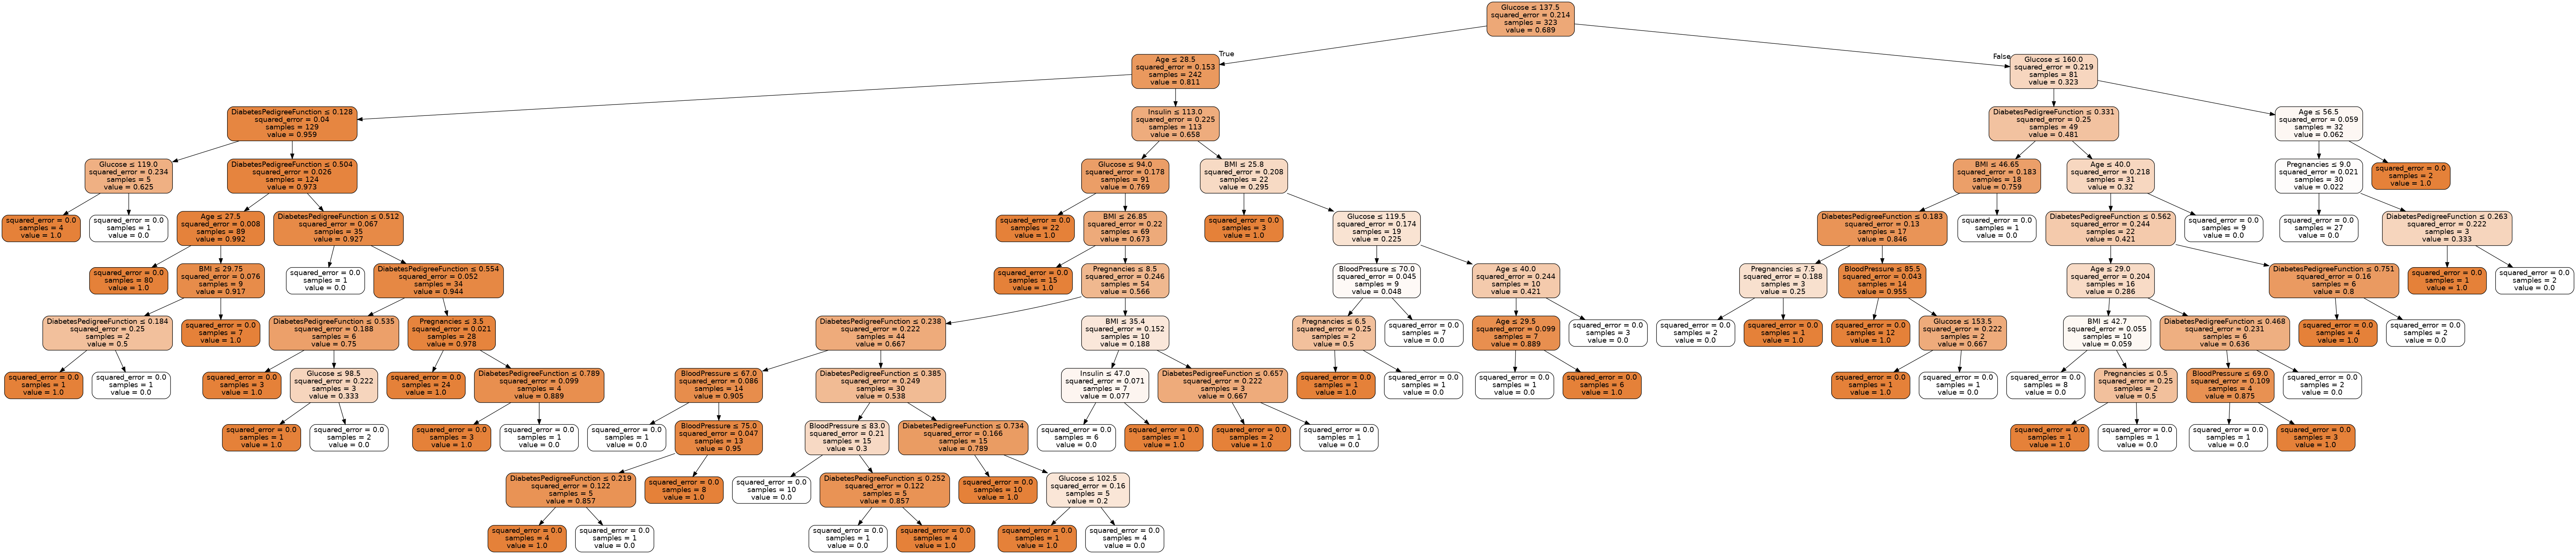 Glucose ≤ 137.5
squared_error = 0.214
samples = 323
value = 0.689
True
False
Age ≤ 28.5
squared_error = 0.153
samples = 242
value = 0.811
Glucose ≤ 160.0
squared_error = 0.219
samples = 81
value = 0.323
DiabetesPedigreeFunction ≤ 0.128
squared_error = 0.04
samples = 129
value = 0.959
Insulin ≤ 113.0
squared_error = 0.225
samples = 113
value = 0.658
DiabetesPedigreeFunction ≤ 0.331
squared_error = 0.25
samples = 49
value = 0.481
Age ≤ 56.5
squared_error = 0.059
samples = 32
value = 0.062
Glucose ≤ 119.0
squared_error = 0.234
samples = 5
value = 0.625
DiabetesPedigreeFunction ≤ 0.504
squared_error = 0.026
samples = 124
value = 0.973
Glucose ≤ 94.0
squared_error = 0.178
samples = 91
value = 0.769
BMI ≤ 25.8
squared_error = 0.208
samples = 22
value = 0.295
BMI ≤ 46.65
squared_error = 0.183
samples = 18
value = 0.759
Age ≤ 40.0
squared_error = 0.218
samples = 31
value = 0.32
Pregnancies ≤ 9.0
squared_error = 0.021
samples = 30
value = 0.022
squared_error = 0.0
samples = 2
value = 1.0
squared_error = 0.0
samples = 4
value = 1.0
squared_error = 0.0
samples = 1
value = 0.0
Age ≤ 27.5
squared_error = 0.008
samples = 89
value = 0.992
DiabetesPedigreeFunction ≤ 0.512
squared_error = 0.067
samples = 35
value = 0.927
squared_error = 0.0
samples = 22
value = 1.0
BMI ≤ 26.85
squared_error = 0.22
samples = 69
value = 0.673
squared_error = 0.0
samples = 3
value = 1.0
Glucose ≤ 119.5
squared_error = 0.174
samples = 19
value = 0.225
DiabetesPedigreeFunction ≤ 0.183
squared_error = 0.13
samples = 17
value = 0.846
squared_error = 0.0
samples = 1
value = 0.0
DiabetesPedigreeFunction ≤ 0.562
squared_error = 0.244
samples = 22
value = 0.421
squared_error = 0.0
samples = 9
value = 0.0
squared_error = 0.0
samples = 27
value = 0.0
DiabetesPedigreeFunction ≤ 0.263
squared_error = 0.222
samples = 3
value = 0.333
squared_error = 0.0
samples = 80
value = 1.0
BMI ≤ 29.75
squared_error = 0.076
samples = 9
value = 0.917
squared_error = 0.0
samples = 1
value = 0.0
DiabetesPedigreeFunction ≤ 0.554
squared_error = 0.052
samples = 34
value = 0.944
squared_error = 0.0
samples = 15
value = 1.0
Pregnancies ≤ 8.5
squared_error = 0.246
samples = 54
value = 0.566
BloodPressure ≤ 70.0
squared_error = 0.045
samples = 9
value = 0.048
Age ≤ 40.0
squared_error = 0.244
samples = 10
value = 0.421
Pregnancies ≤ 7.5
squared_error = 0.188
samples = 3
value = 0.25
BloodPressure ≤ 85.5
squared_error = 0.043
samples = 14
value = 0.955
Age ≤ 29.0
squared_error = 0.204
samples = 16
value = 0.286
DiabetesPedigreeFunction ≤ 0.751
squared_error = 0.16
samples = 6
value = 0.8
squared_error = 0.0
samples = 1
value = 1.0
squared_error = 0.0
samples = 2
value = 0.0
DiabetesPedigreeFunction ≤ 0.184
squared_error = 0.25
samples = 2
value = 0.5
squared_error = 0.0
samples = 7
value = 1.0
DiabetesPedigreeFunction ≤ 0.535
squared_error = 0.188
samples = 6
value = 0.75
Pregnancies ≤ 3.5
squared_error = 0.021
samples = 28
value = 0.978
DiabetesPedigreeFunction ≤ 0.238
squared_error = 0.222
samples = 44
value = 0.667
BMI ≤ 35.4
squared_error = 0.152
samples = 10
value = 0.188
Pregnancies ≤ 6.5
squared_error = 0.25
samples = 2
value = 0.5
squared_error = 0.0
samples = 7
value = 0.0
Age ≤ 29.5
squared_error = 0.099
samples = 7
value = 0.889
squared_error = 0.0
samples = 3
value = 0.0
squared_error = 0.0
samples = 2
value = 0.0
squared_error = 0.0
samples = 1
value = 1.0
squared_error = 0.0
samples = 12
value = 1.0
Glucose ≤ 153.5
squared_error = 0.222
samples = 2
value = 0.667
BMI ≤ 42.7
squared_error = 0.055
samples = 10
value = 0.059
DiabetesPedigreeFunction ≤ 0.468
squared_error = 0.231
samples = 6
value = 0.636
squared_error = 0.0
samples = 4
value = 1.0
squared_error = 0.0
samples = 2
value = 0.0
squared_error = 0.0
samples = 1
value = 1.0
squared_error = 0.0
samples = 1
value = 0.0
squared_error = 0.0
samples = 3
value = 1.0
Glucose ≤ 98.5
squared_error = 0.222
samples = 3
value = 0.333
squared_error = 0.0
samples = 24
value = 1.0
DiabetesPedigreeFunction ≤ 0.789
squared_error = 0.099
samples = 4
value = 0.889
BloodPressure ≤ 67.0
squared_error = 0.086
samples = 14
value = 0.905
DiabetesPedigreeFunction ≤ 0.385
squared_error = 0.249
samples = 30
value = 0.538
Insulin ≤ 47.0
squared_error = 0.071
samples = 7
value = 0.077
DiabetesPedigreeFunction ≤ 0.657
squared_error = 0.222
samples = 3
value = 0.667
squared_error = 0.0
samples = 1
value = 1.0
squared_error = 0.0
samples = 1
value = 0.0
squared_error = 0.0
samples = 1
value = 0.0
squared_error = 0.0
samples = 6
value = 1.0
squared_error = 0.0
samples = 1
value = 1.0
squared_error = 0.0
samples = 1
value = 0.0
squared_error = 0.0
samples = 8
value = 0.0
Pregnancies ≤ 0.5
squared_error = 0.25
samples = 2
value = 0.5
BloodPressure ≤ 69.0
squared_error = 0.109
samples = 4
value = 0.875
squared_error = 0.0
samples = 2
value = 0.0
squared_error = 0.0
samples = 1
value = 1.0
squared_error = 0.0
samples = 2
value = 0.0
squared_error = 0.0
samples = 3
value = 1.0
squared_error = 0.0
samples = 1
value = 0.0
squared_error = 0.0
samples = 1
value = 0.0
BloodPressure ≤ 75.0
squared_error = 0.047
samples = 13
value = 0.95
BloodPressure ≤ 83.0
squared_error = 0.21
samples = 15
value = 0.3
DiabetesPedigreeFunction ≤ 0.734
squared_error = 0.166
samples = 15
value = 0.789
squared_error = 0.0
samples = 6
value = 0.0
squared_error = 0.0
samples = 1
value = 1.0
squared_error = 0.0
samples = 2
value = 1.0
squared_error = 0.0
samples = 1
value = 0.0
squared_error = 0.0
samples = 1
value = 1.0
squared_error = 0.0
samples = 1
value = 0.0
squared_error = 0.0
samples = 1
value = 0.0
squared_error = 0.0
samples = 3
value = 1.0
DiabetesPedigreeFunction ≤ 0.219
squared_error = 0.122
samples = 5
value = 0.857
squared_error = 0.0
samples = 8
value = 1.0
squared_error = 0.0
samples = 10
value = 0.0
DiabetesPedigreeFunction ≤ 0.252
squared_error = 0.122
samples = 5
value = 0.857
squared_error = 0.0
samples = 10
value = 1.0
Glucose ≤ 102.5
squared_error = 0.16
samples = 5
value = 0.2
squared_error = 0.0
samples = 4
value = 1.0
squared_error = 0.0
samples = 1
value = 0.0
squared_error = 0.0
samples = 1
value = 0.0
squared_error = 0.0
samples = 4
value = 1.0
squared_error = 0.0
samples = 1
value = 1.0
squared_error = 0.0
samples = 4
value = 0.0